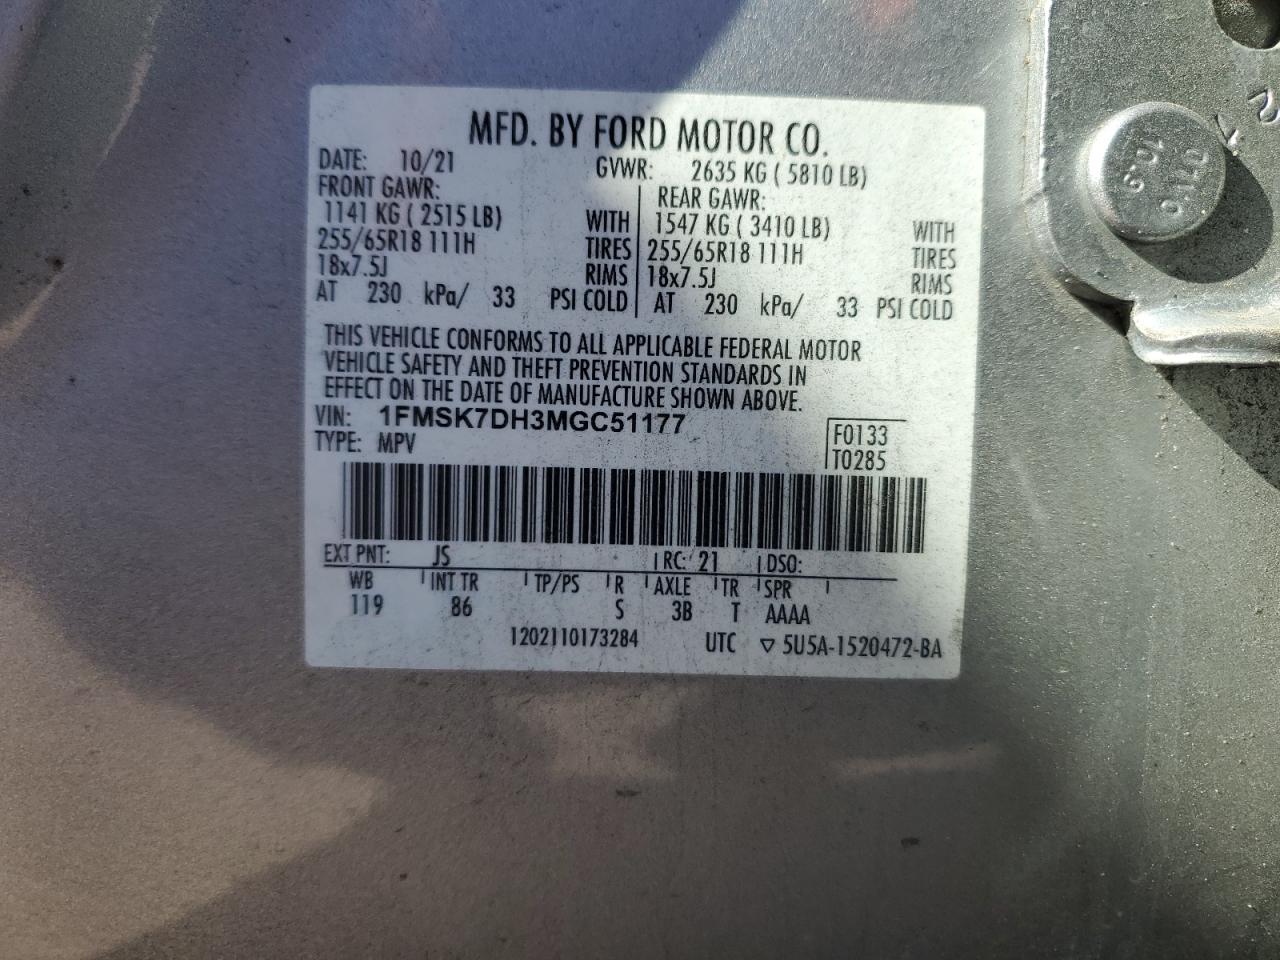 MFD. BY FORD MOTOR CO.
DATE: 10/21 GVWR: 2635 KG ( 5810 LB)
FRONT GAWR: REAR GAWR:
1141 KG ( 2515 LB) WITH 1547 KG ( 3410 LB) WITH
255/65R18 111H TIRES 255/65R18 111H TIRES
18x7.5J RIMS 18x7.5J RIMS
AT 230 kPa/ 33 PSI COLD AT 230 kPa/ 33 PSI COLD
THIS VEHICLE CONFORMS TO ALL APPLICABLE FEDERAL MOTOR
VEHICLE SAFETY AND THEFT PREVENTION STANDARDS IN
EFFECT ON THE DATE OF MANUFACTURE SHOWN ABOVE.
VIN: 1FMSK7DH3MGC51177
TYPE: MPV
F0133
T0285
EXT PNT: JS RC: 21 DSO:
WB INT TR TP/PS R AXLE TR SPR
119 86 S 3B T AAAA
1202110173284 UTC ▽ 5U5A-1520472-BA
10.9